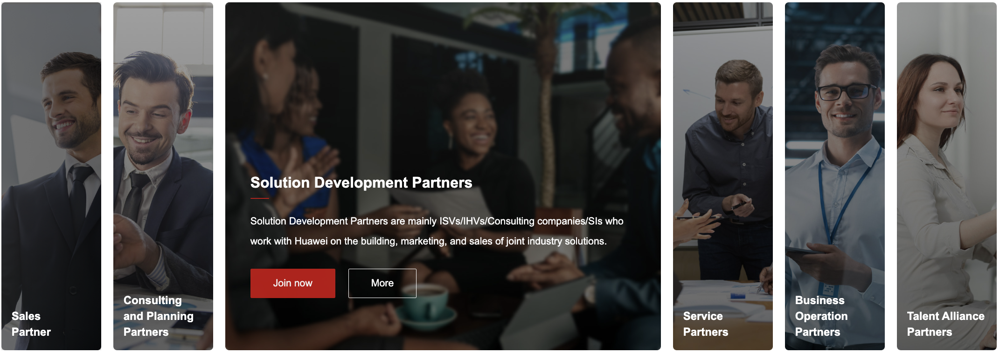 Sales
Partner
Consulting
and Planning
Partners
Solution Development Partners
Solution Development Partners are mainly ISVs/IHVs/Consulting companies/SIs who
work with Huawei on the building, marketing, and sales of joint industry solutions.
Join now
More
Service
Partners
Business
Operation
Partners
Talent Alliance
Partners